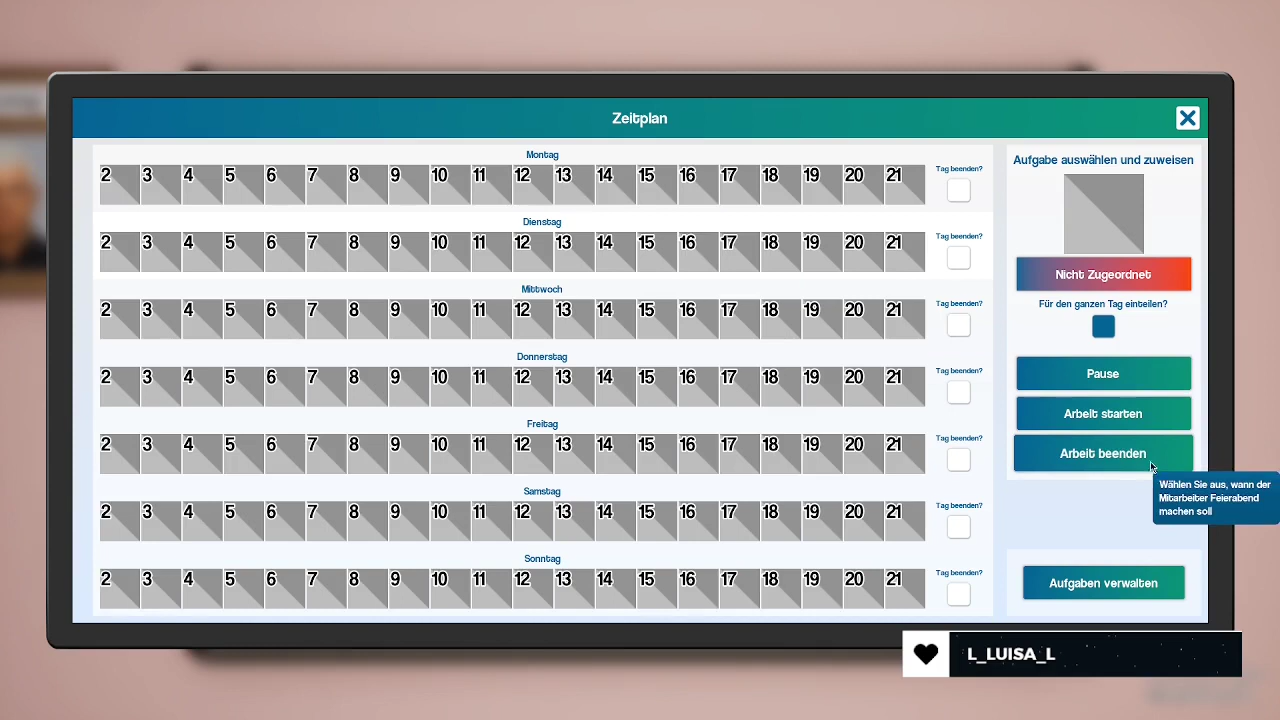 Zeitplan
Montag
2 3 4 5 6 7 8 9 10 11 12 13 14 15 16 17 18 19 20 21
Tag beenden?
Dienstag
2 3 4 5 6 7 8 9 10 11 12 13 14 15 16 17 18 19 20 21
Tag beenden?
Mittwoch
2 3 4 5 6 7 8 9 10 11 12 13 14 15 16 17 18 19 20 21
Tag beenden?
Donnerstag
2 3 4 5 6 7 8 9 10 11 12 13 14 15 16 17 18 19 20 21
Tag beenden?
Freitag
2 3 4 5 6 7 8 9 10 11 12 13 14 15 16 17 18 19 20 21
Tag beenden?
Samstag
2 3 4 5 6 7 8 9 10 11 12 13 14 15 16 17 18 19 20 21
Tag beenden?
Sonntag
2 3 4 5 6 7 8 9 10 11 12 13 14 15 16 17 18 19 20 21
Tag beenden?
Aufgabe auswählen und zuweisen
Nicht Zugeordnet
Für den ganzen Tag einteilen?
Pause
Arbeit starten
Arbeit beenden
Wählen Sie aus, wann der
Mitarbeiter Feierabend
machen soll
Aufgaben verwalten
L_LUISA_L